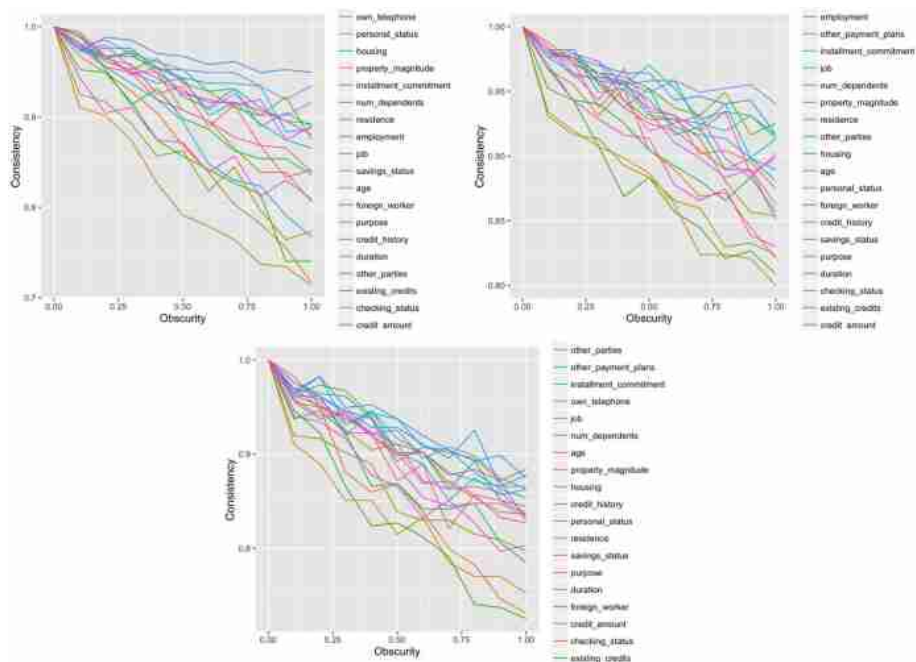 1.0
0.9
0.8
0.7
Consistency
0.00 0.25 0.50 0.75 1.00
Obscurity
own_telephone
personal_status
housing
property_magnitude
installment_commitment
num_dependents
residence
employment
job
savings_status
age
foreign_worker
purpose
credit_history
duration
other_parties
existing_credits
checking_status
credit_amount
1.00
0.95
0.90
0.85
0.80
Consistency
0.00 0.25 0.50 0.75 1.00
Obscurity
employment
other_payment_plans
installment_commitment
job
num_dependents
property_magnitude
residence
other_parties
housing
age
personal_status
foreign_worker
credit_history
savings_status
purpose
duration
checking_status
existing_credits
credit_amount
1.0
0.9
0.8
Consistency
0.00 0.25 0.50 0.75 1.00
Obscurity
other_parties
other_payment_plans
installment_commitment
own_telephone
job
num_dependents
age
property_magnitude
housing
credit_history
personal_status
residence
savings_status
purpose
duration
foreign_worker
credit_amount
checking_status
existing_credits